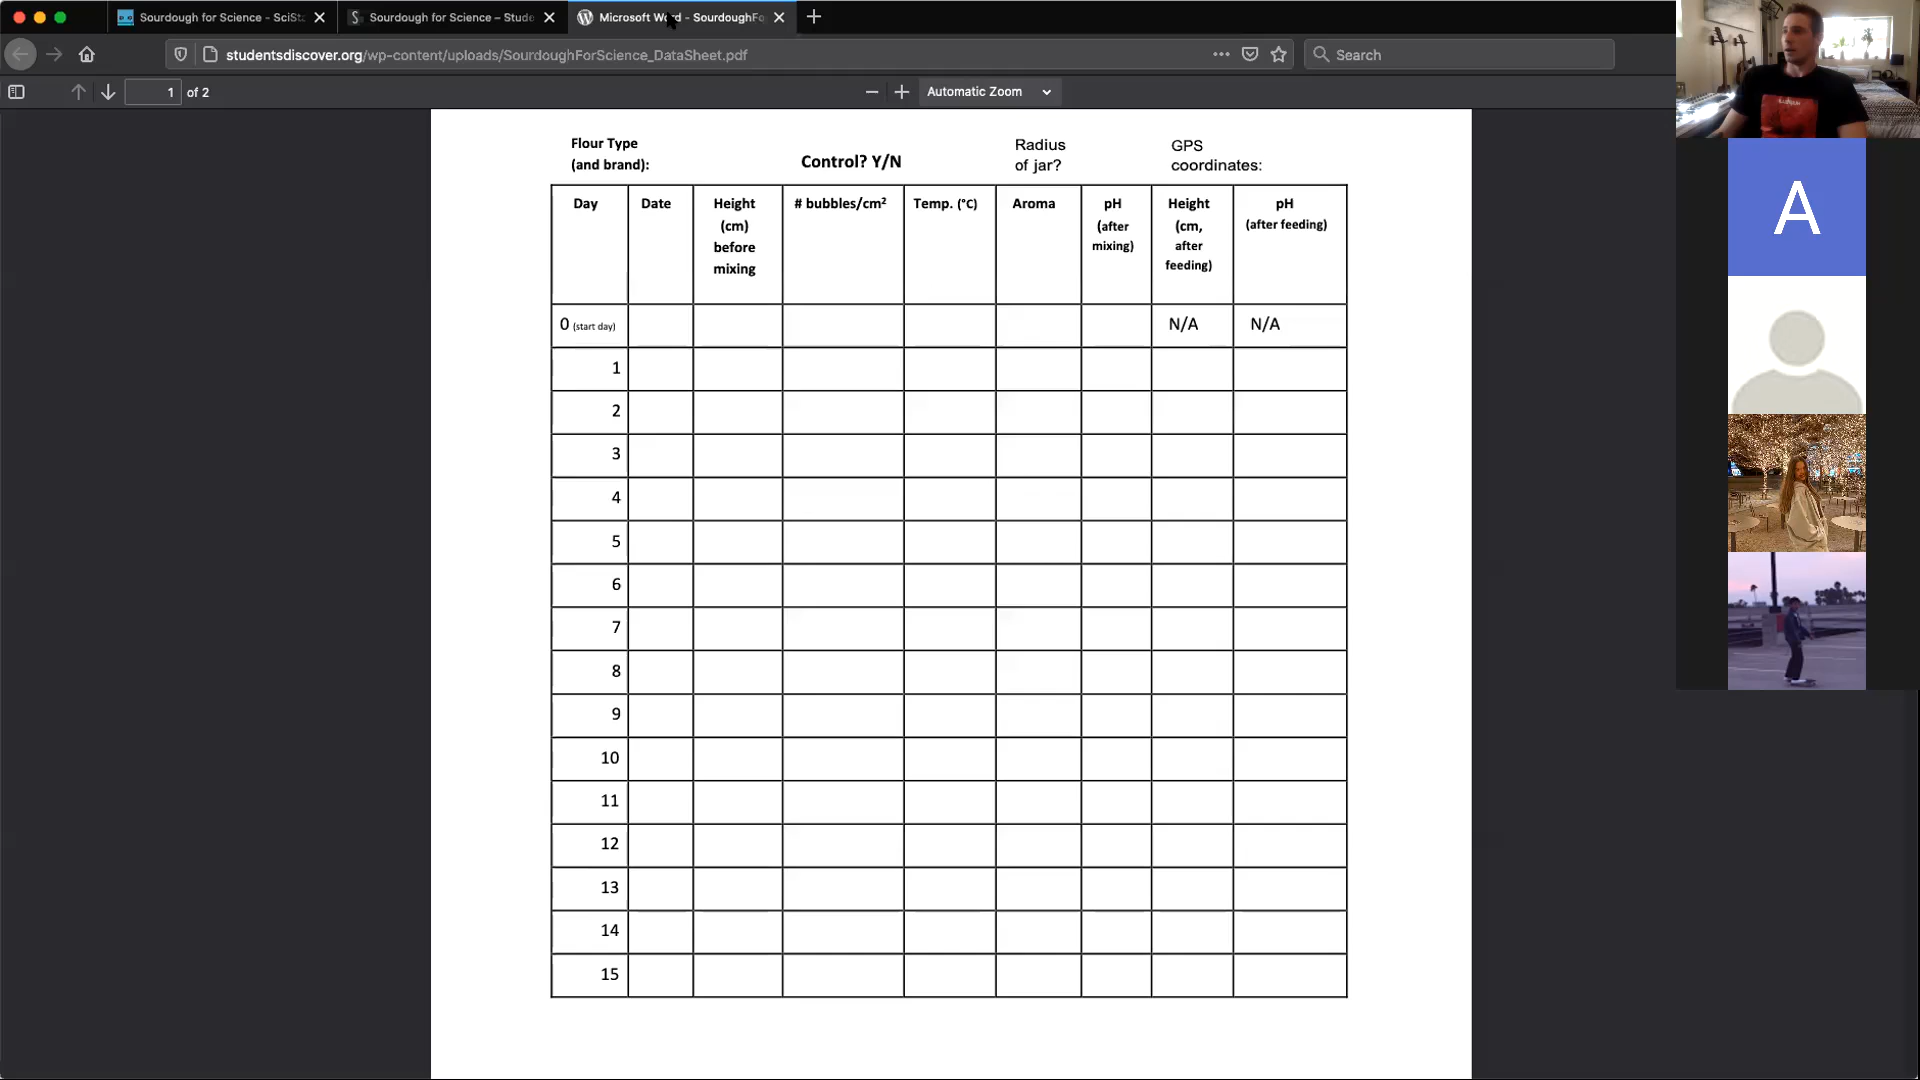 Sourdough for Science - SciSta
Sourdough for Science – Stude
Microsoft Word - SourdoughFo
studentsdiscover.org/wp-content/uploads/SourdoughForScience_DataSheet.pdf
Search
1 of 2
Automatic Zoom
Flour Type
(and brand):
Control? Y/N
Radius
of jar?
GPS
coordinates:
Day Date Height
(cm)
before
mixing
# bubbles/cm² Temp. (°C) Aroma pH
(after
mixing)
Height
(cm,
after
feeding)
pH
(after feeding)
0 (start day) N/A N/A
1
2
3
4
5
6
7
8
9
10
11
12
13
14
15
A